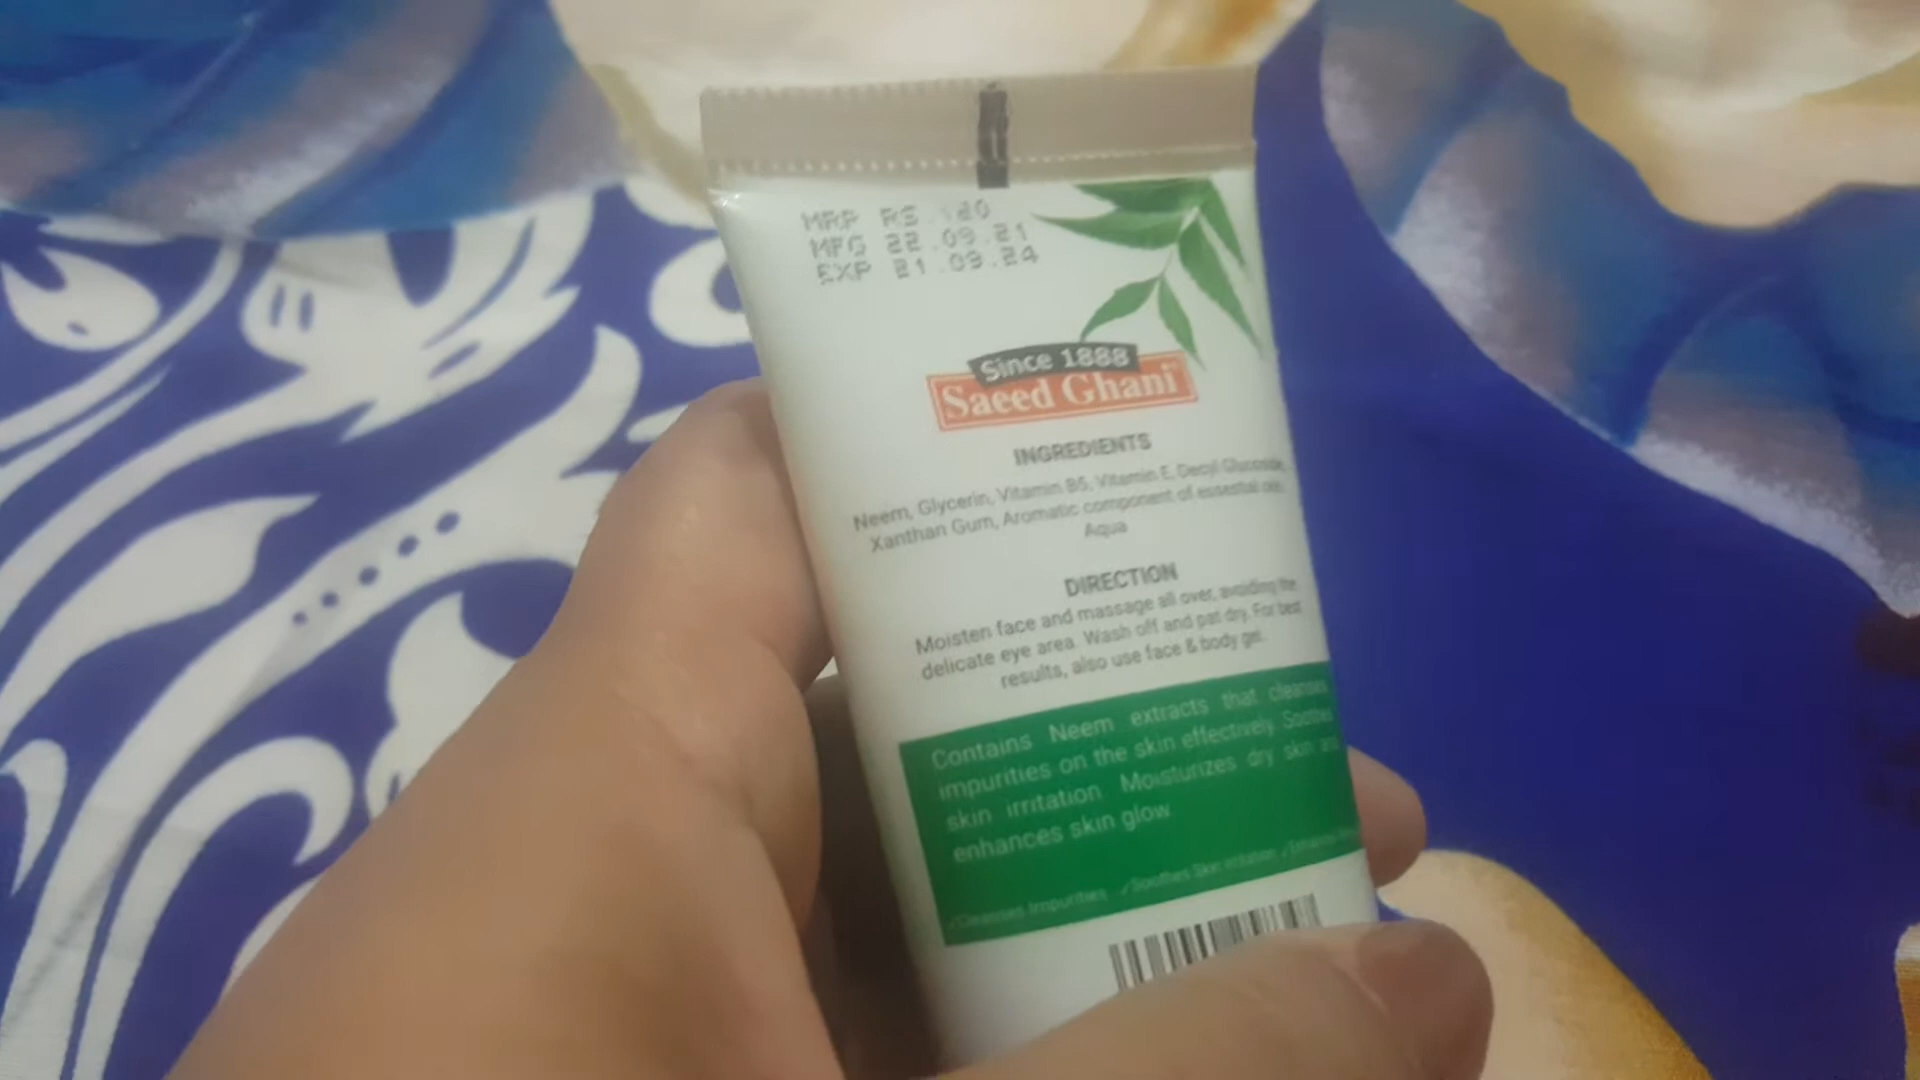 MRP RS. 120
MFG 22.09.21
EXP 21.09.24
Since 1888
Saeed Ghani
INGREDIENTS
Neem, Glycerin, Vitamin B5, Vitamin E, Decyl Glucoside,
Xanthan Gum, Aromatic component of essential oils,
Aqua
DIRECTION
Moisten face and massage all over, avoiding the
delicate eye area. Wash off and pat dry. For best
results, also use face & body gel.
Contains Neem extracts that cleanses
impurities on the skin effectively. Soothes
skin irritation Moisturizes dry skin and
enhances skin glow
✓Cleanses Impurities ✓Soothes Skin Irritation ✓Enhances